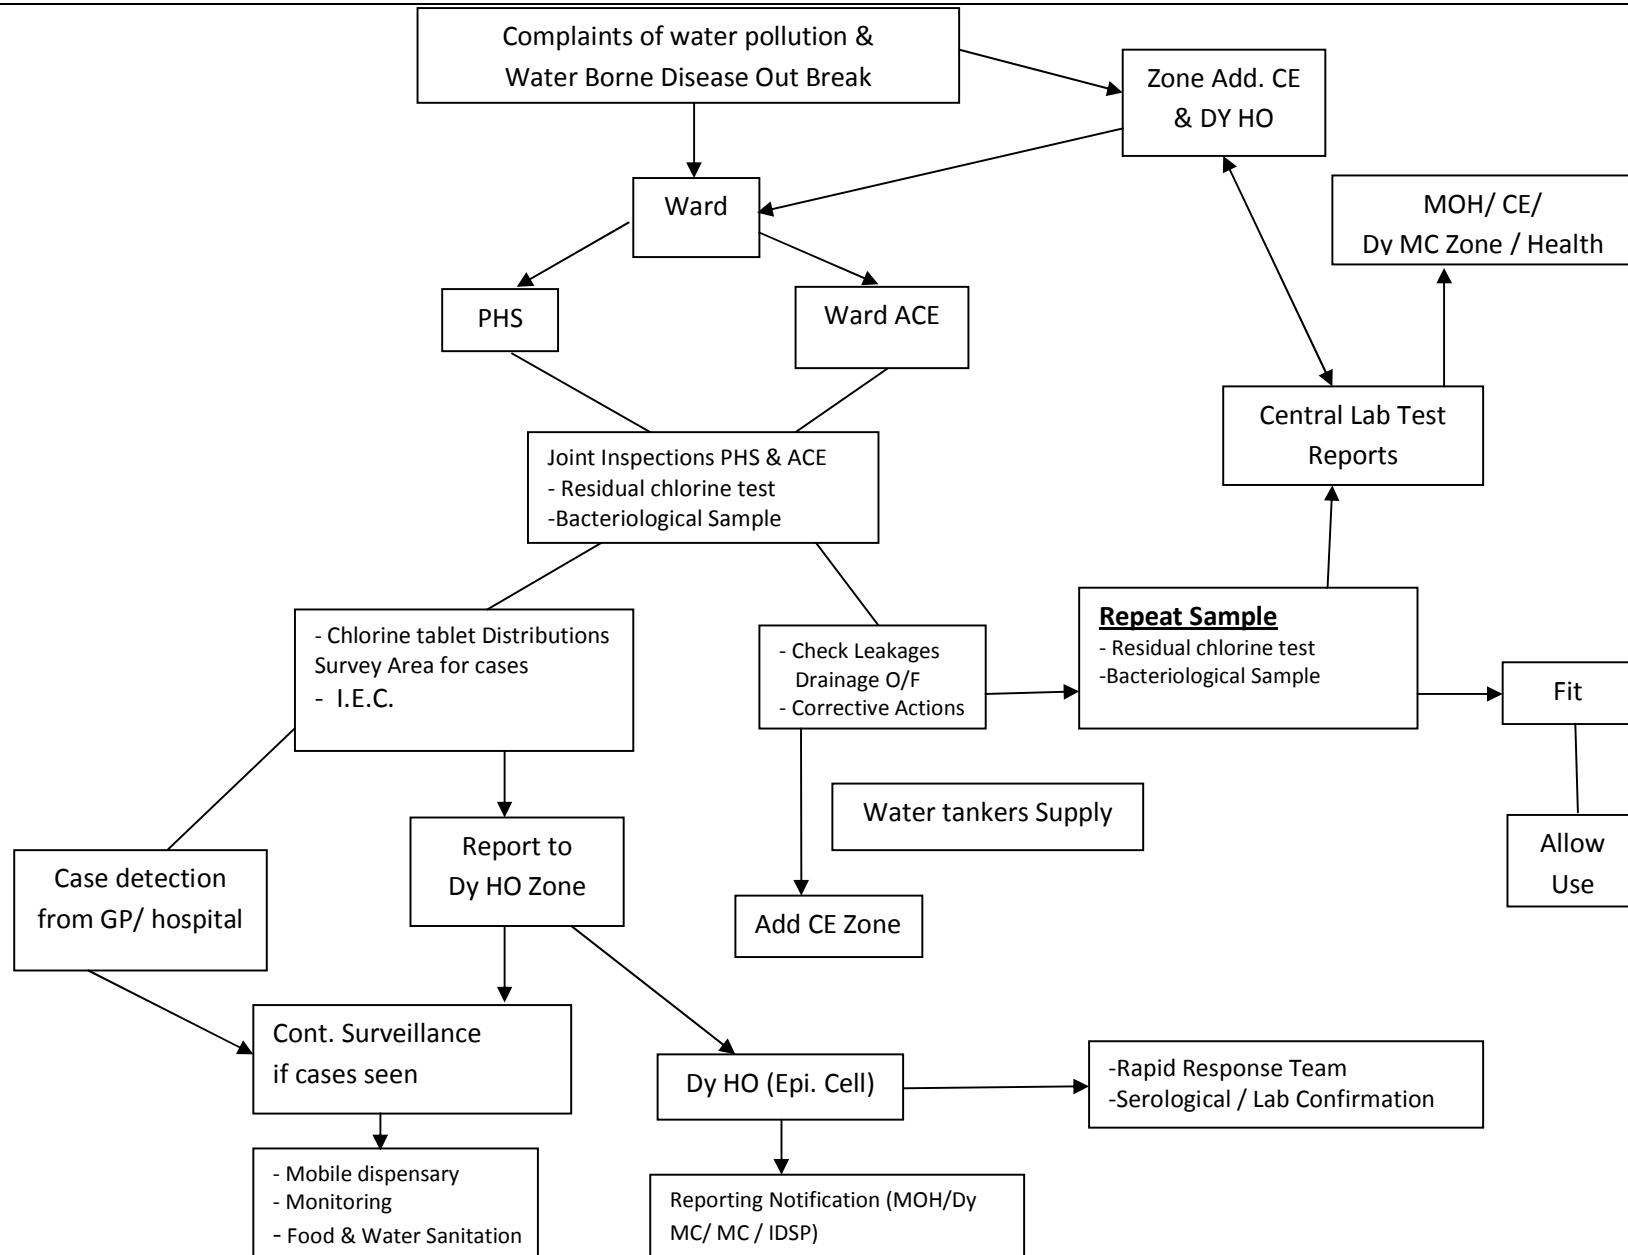 Complaints of water pollution &
Water Borne Disease Out Break
Zone Add. CE
& DY HO
Ward
MOH/ CE/
Dy MC Zone / Health
PHS
Ward ACE
Central Lab Test
Reports
Joint Inspections PHS & ACE
- Residual chlorine test
-Bacteriological Sample
- Chlorine tablet Distributions
Survey Area for cases
- I.E.C.
- Check Leakages
Drainage O/F
- Corrective Actions
Repeat Sample
- Residual chlorine test
-Bacteriological Sample
Fit
Water tankers Supply
Allow
Use
Case detection
from GP/ hospital
Report to
Dy HO Zone
Add CE Zone
Cont. Surveillance
if cases seen
Dy HO (Epi. Cell)
-Rapid Response Team
-Serological / Lab Confirmation
- Mobile dispensary
- Monitoring
- Food & Water Sanitation
Reporting Notification (MOH/Dy
MC/ MC / IDSP)